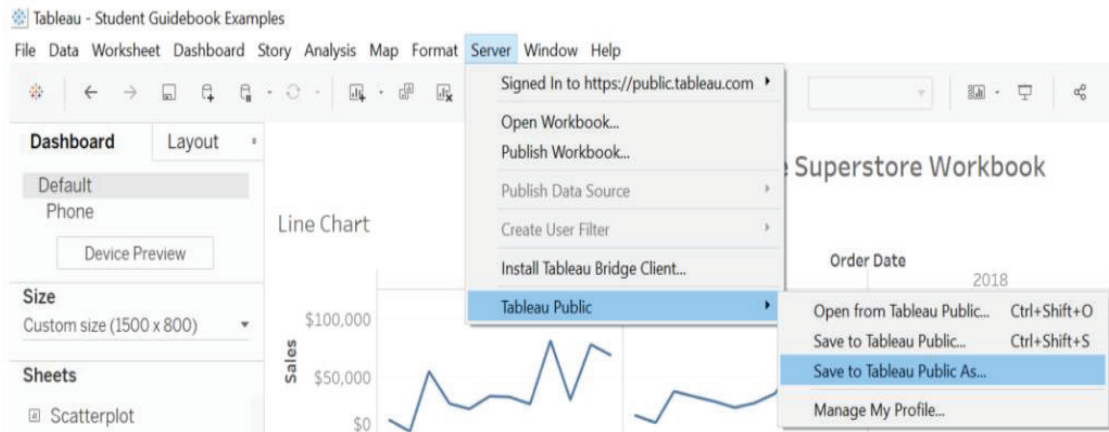 Tableau - Student Guidebook Examples
File Data Worksheet Dashboard Story Analysis Map Format Server Window Help
Signed In to https://public.tableau.com
Open Workbook...
Publish Workbook...
Publish Data Source
Create User Filter
Install Tableau Bridge Client...
Tableau Public
Open from Tableau Public... Ctrl+Shift+O
Save to Tableau Public... Ctrl+Shift+S
Save to Tableau Public As...
Manage My Profile...
Dashboard Layout
Default
Phone
Device Preview
Size
Custom size (1500 x 800)
Sheets
Scatterplot
Superstore Workbook
Line Chart
Order Date
2018
Sales
$100,000
$50,000
$0